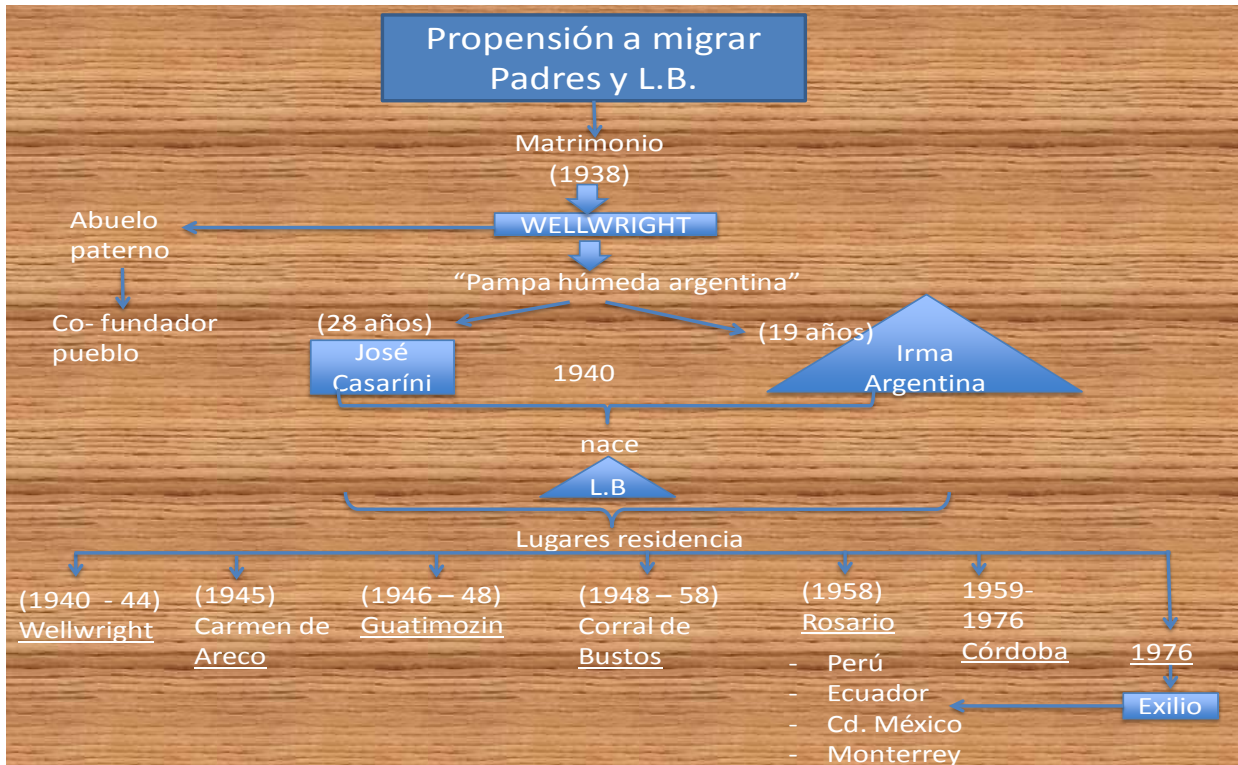 Propensión a migrar
Padres y L.B.
Matrimonio
(1938)
WELLWRIGHT
Abuelo
paterno
Co- fundador
pueblo
“Pampa húmeda argentina”
(28 años)
José
Casaríni
1940
(19 años)
Irma
Argentina
nace
L.B
Lugares residencia
(1940 - 44)
Wellwright
(1945)
Carmen de
Areco
(1946 – 48)
Guatimozin
(1948 – 58)
Corral de
Bustos
(1958)
Rosario
1959-
1976
Córdoba
1976
Exilio
- Perú
- Ecuador
- Cd. México
- Monterrey